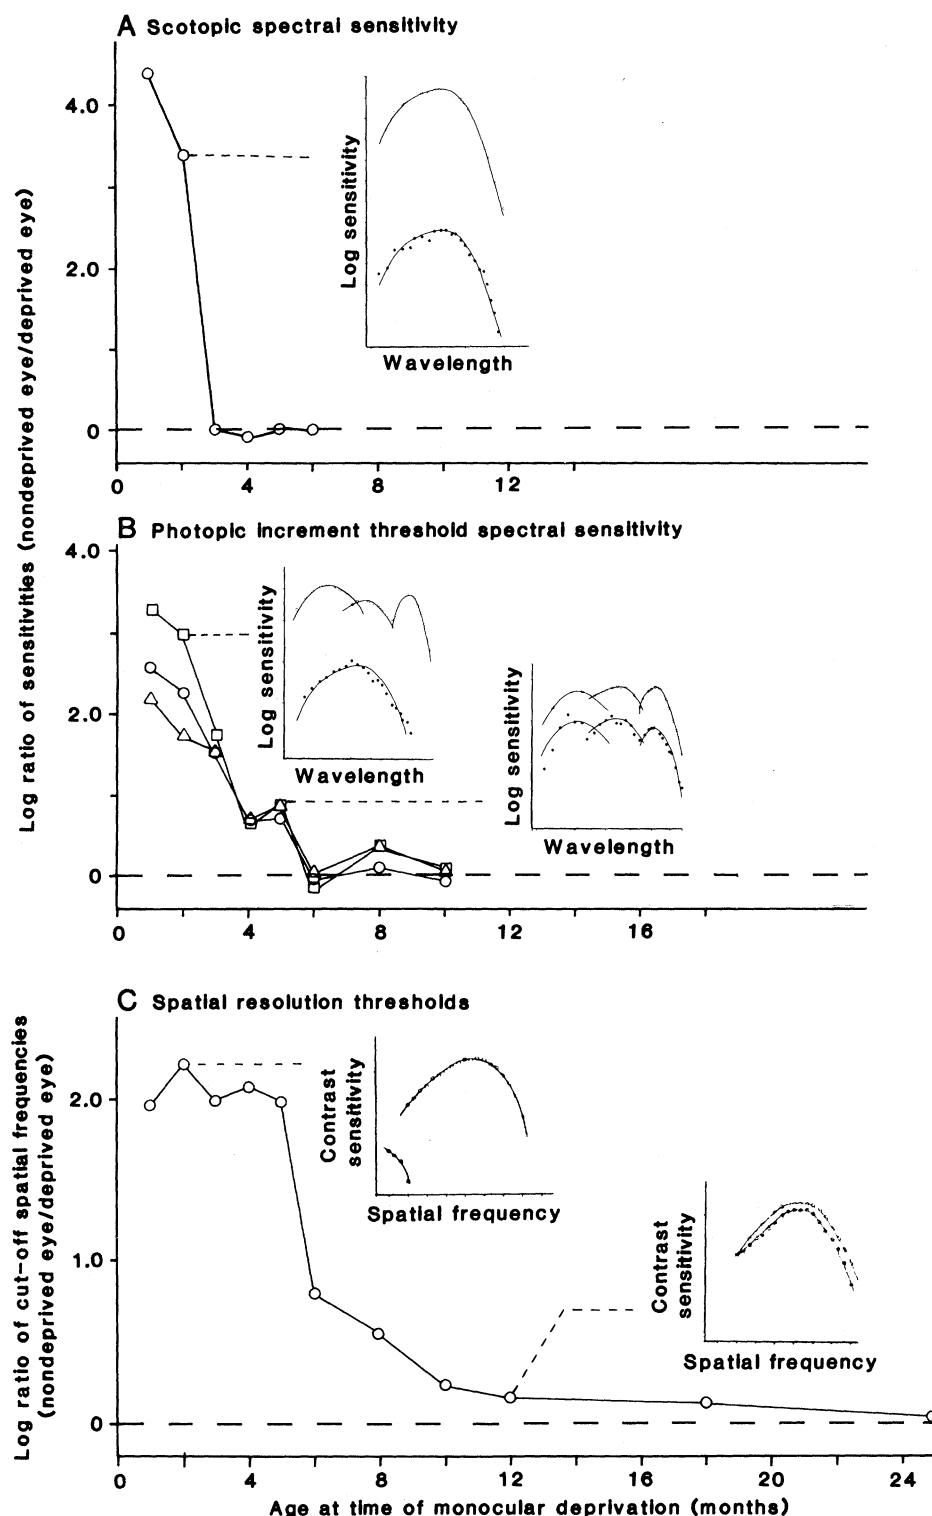 A Scotopic spectral sensitivity
4.0
2.0
0
Log sensitivity
Wavelength
0 4 8 12
Log ratio of sensitivities (nondeprived eye/deprived eye)
B Photopic increment threshold spectral sensitivity
4.0
2.0
0
Log sensitivity
Wavelength
Log sensitivity
Wavelength
0 4 8 12 16
C Spatial resolution thresholds
Log ratio of cut-off spatial frequencies
(nondeprived eye/deprived eye)
2.0
1.0
0
Contrast
sensitivity
Spatial frequency
Contrast
sensitivity
Spatial frequency
0 4 8 12 16 20 24
Age at time of monocular deprivation (months)